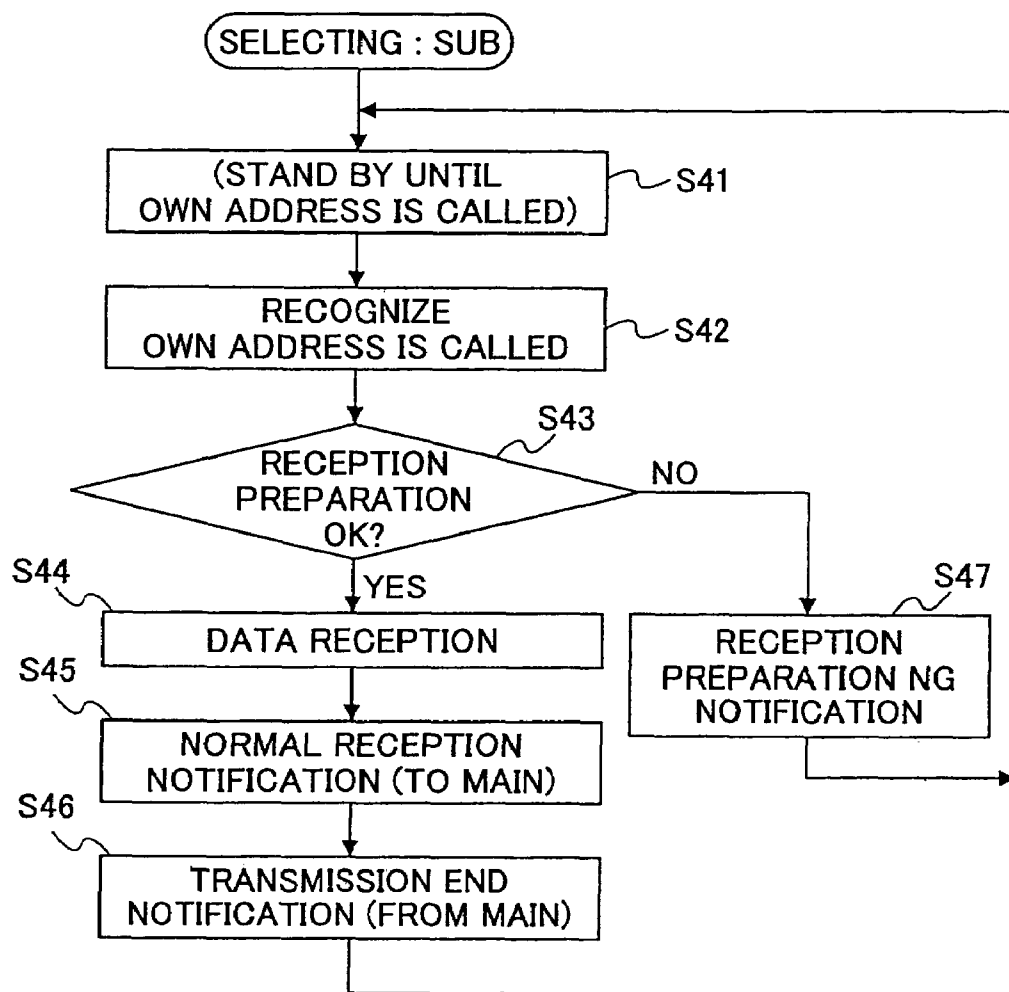 SELECTING : SUB
(STAND BY UNTIL
OWN ADDRESS IS CALLED)
S41
RECOGNIZE
OWN ADDRESS IS CALLED
S42
S43
RECEPTION
PREPARATION
OK?
NO
YES
S44
DATA RECEPTION
S47
RECEPTION
PREPARATION NG
NOTIFICATION
S45
NORMAL RECEPTION
NOTIFICATION (TO MAIN)
S46
TRANSMISSION END
NOTIFICATION (FROM MAIN)